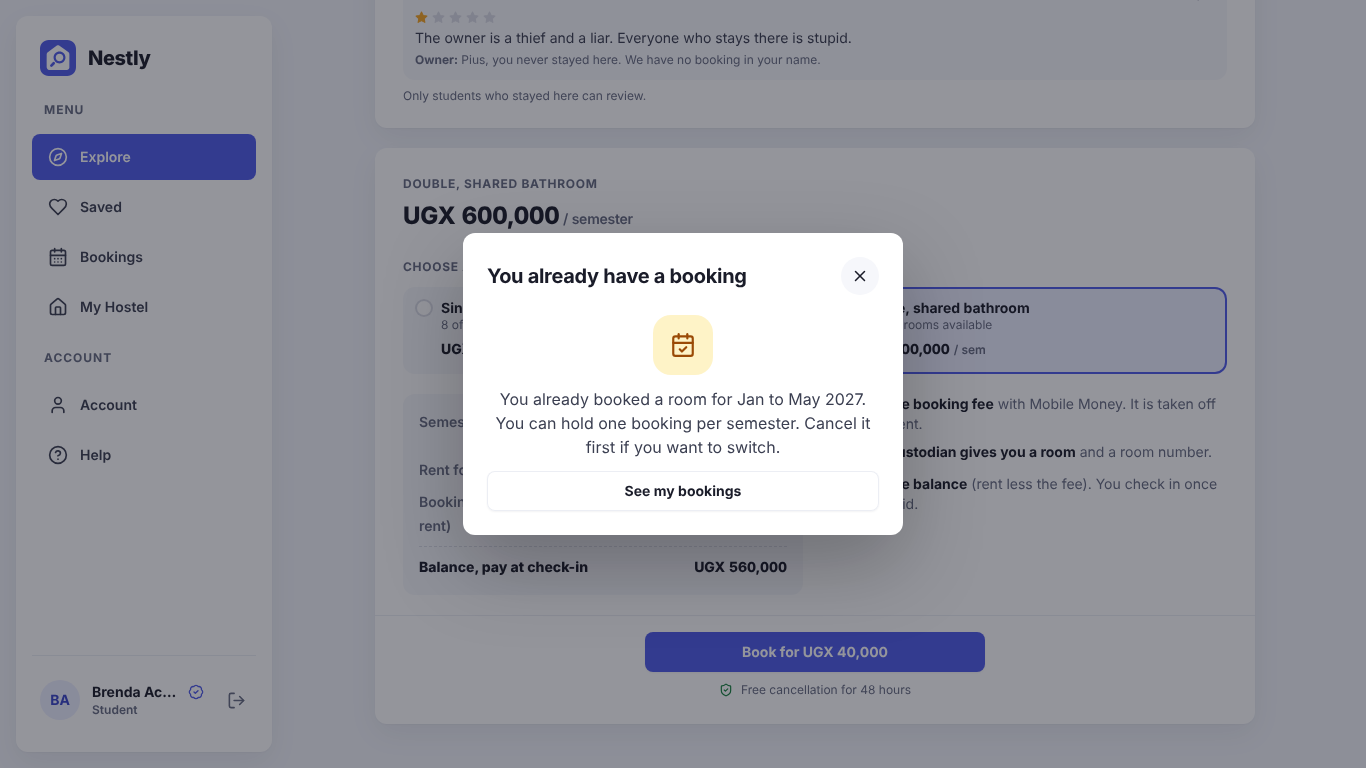 Nestly
MENU
Explore
Saved
Bookings
My Hostel
ACCOUNT
Account
Help
BA
Brenda Ac...
Student
The owner is a thief and a liar. Everyone who stays there is stupid.
Owner: Pius, you never stayed here. We have no booking in your name.
Only students who stayed here can review.
DOUBLE, SHARED BATHROOM
UGX 600,000 / semester
CHOOSE
8 of
shared bathroom
rooms available
/ sem
You already have a booking
You already booked a room for Jan to May 2027.
You can hold one booking per semester. Cancel it
first if you want to switch.
See my bookings
Rent
rent)
Balance, pay at check-in UGX 560,000
booking fee with Mobile Money. It is taken off
gives you a room and a room number.
balance (rent less the fee). You check in once
Book for UGX 40,000
Free cancellation for 48 hours